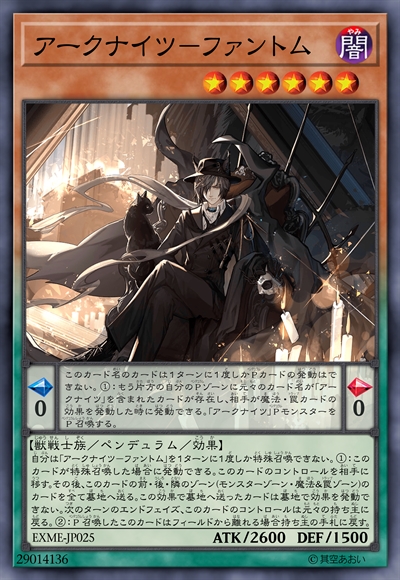 アークナイツーファントム
闇
このカード名のカードは1ターンに1度しかPカードの発動は
できない。①:もう片方の自分のPゾーンに元々のカード名が「アーク
ナイツ」を含まれたカードが存在し、相手が魔法・罠カードの
効果を発動した時に発動できる。「アークナイツ」Pモンスターを
P召喚する。
0
0
【獣戦士族/ペンデュラム/効果】
自分は「アークナイツーファントム」を1ターンに1度しか特殊召喚できない。①:この
カードが特殊召喚した場合に発動できる。このカードのコントロールを相手に
移す。その後、このカードの前・後・隣のゾーン(モンスターゾーン・魔法&罠ゾーン)の
カードを全て墓地へ送る。この効果で墓地へ送ったカードは墓地で効果を発動で
きない。次のターンのエンドフェイズ、このカードのコントロールは元々の持ち主に
戻る。②:P召喚したこのカードはフィールドから離れる場合持ち主の手札に戻す。
EXME-JP025
ATK/2600 DEF/1500
29014136
©其空あおい